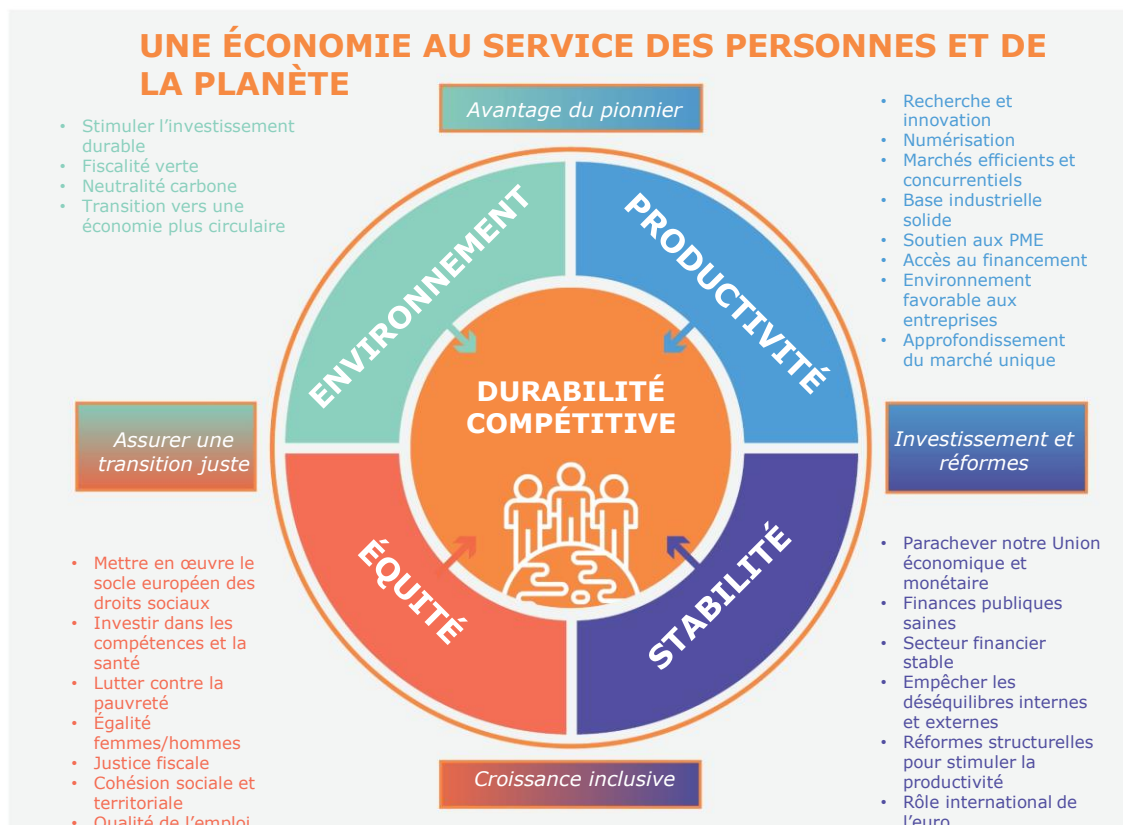 UNE ÉCONOMIE AU SERVICE DES PERSONNES ET DE
LA PLANÈTE
Avantage du pionnier
• Stimuler l'investissement
durable
• Fiscalité verte
• Neutralité carbone
• Transition vers une
économie plus circulaire
• Recherche et
innovation
• Numérisation
• Marchés efficients et
concurrentiels
• Base industrielle
solide
• Soutien aux PME
• Accès au financement
• Environnement
favorable aux
entreprises
• Approfondissement
du marché unique
ENVIRONNEMENT
PRODUCTIVITÉ
DURABILITÉ
COMPÉTITIVE
Assurer une
transition juste
Investissement et
réformes
ÉQUITÉ
STABILITÉ
• Mettre en œuvre le
socle européen des
droits sociaux
• Investir dans les
compétences et la
santé
• Lutter contre la
pauvreté
• Égalité
femmes/hommes
• Justice fiscale
• Cohésion sociale et
territoriale
• Qualité de l'emploi
• Parachever notre Union
économique et
monétaire
• Finances publiques
saines
• Secteur financier
stable
• Empêcher les
déséquilibres internes
et externes
• Réformes structurelles
pour stimuler la
productivité
• Rôle international de
l'euro
Croissance inclusive